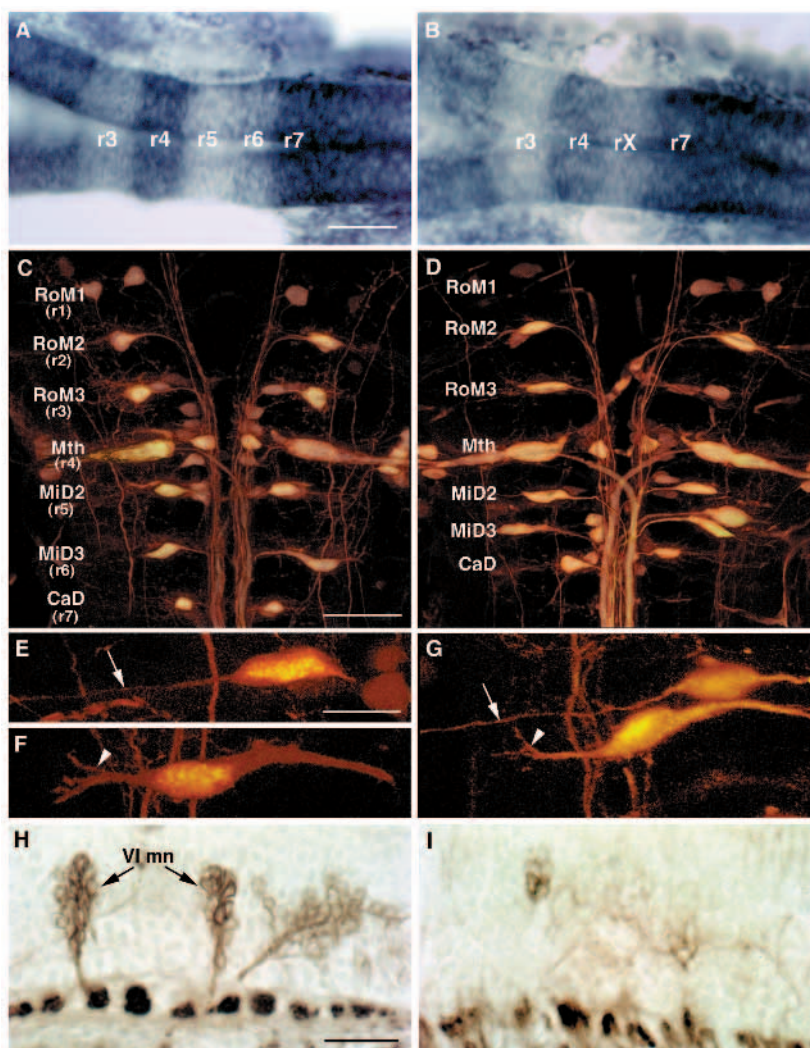 A
B
r3 r4 r5 r6 r7
r3 r4 rX r7
C
D
RoM1
(r1)
RoM2
(r2)
RoM3
(r3)
Mth
(r4)
MiD2
(r5)
MiD3
(r6)
CaD
(r7)
RoM1
RoM2
RoM3
Mth
MiD2
MiD3
CaD
E
G
F
H
VI mn
I